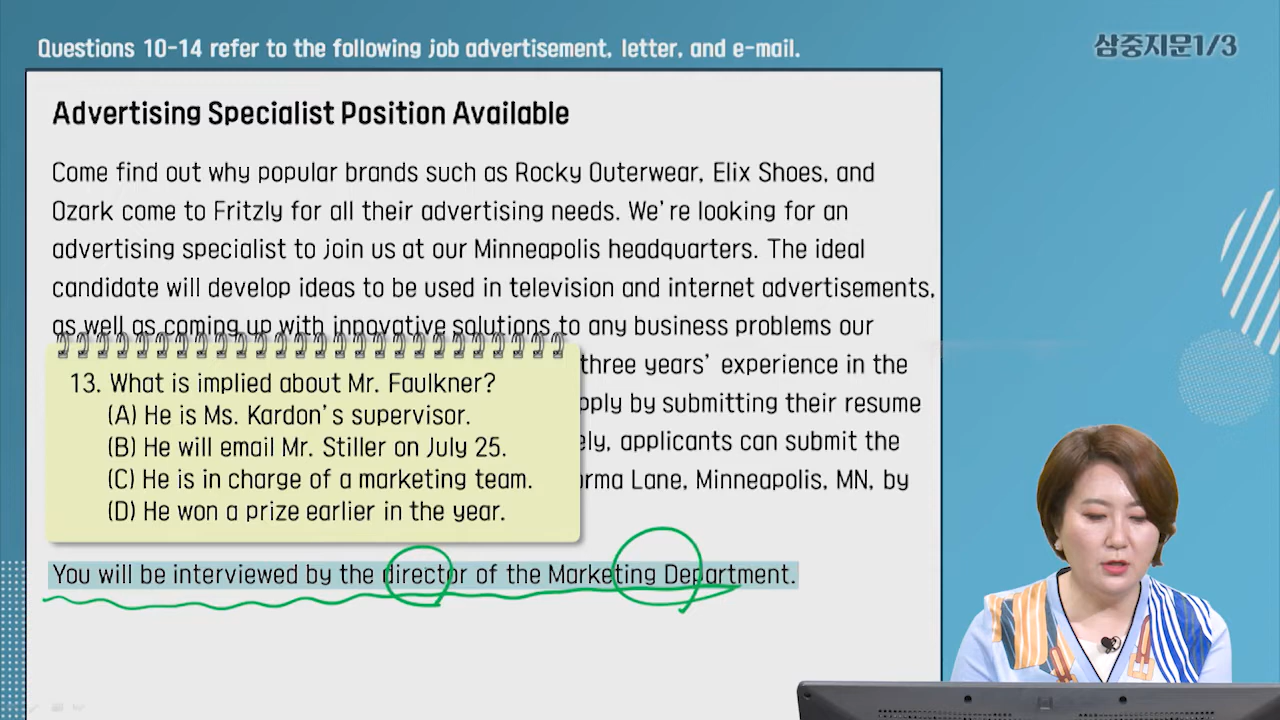 Questions 10-14 refer to the following job advertisement, letter, and e-mail.
삼중지문1/3
Advertising Specialist Position Available
Come find out why popular brands such as Rocky Outerwear, Elix Shoes, and
Ozark come to Fritzly for all their advertising needs. We're looking for an
advertising specialist to join us at our Minneapolis headquarters. The ideal
candidate will develop ideas to be used in television and internet advertisements,
as well as coming up with innovative solutions to any business problems our
three years' experience in the
by submitting their resume
applicants can submit the
Lane, Minneapolis, MN, by
13. What is implied about Mr. Faulkner?
(A) He is Ms. Kardon's supervisor.
(B) He will email Mr. Stiller on July 25.
(C) He is in charge of a marketing team.
(D) He won a prize earlier in the year.
You will be interviewed by the director of the Marketing Department.